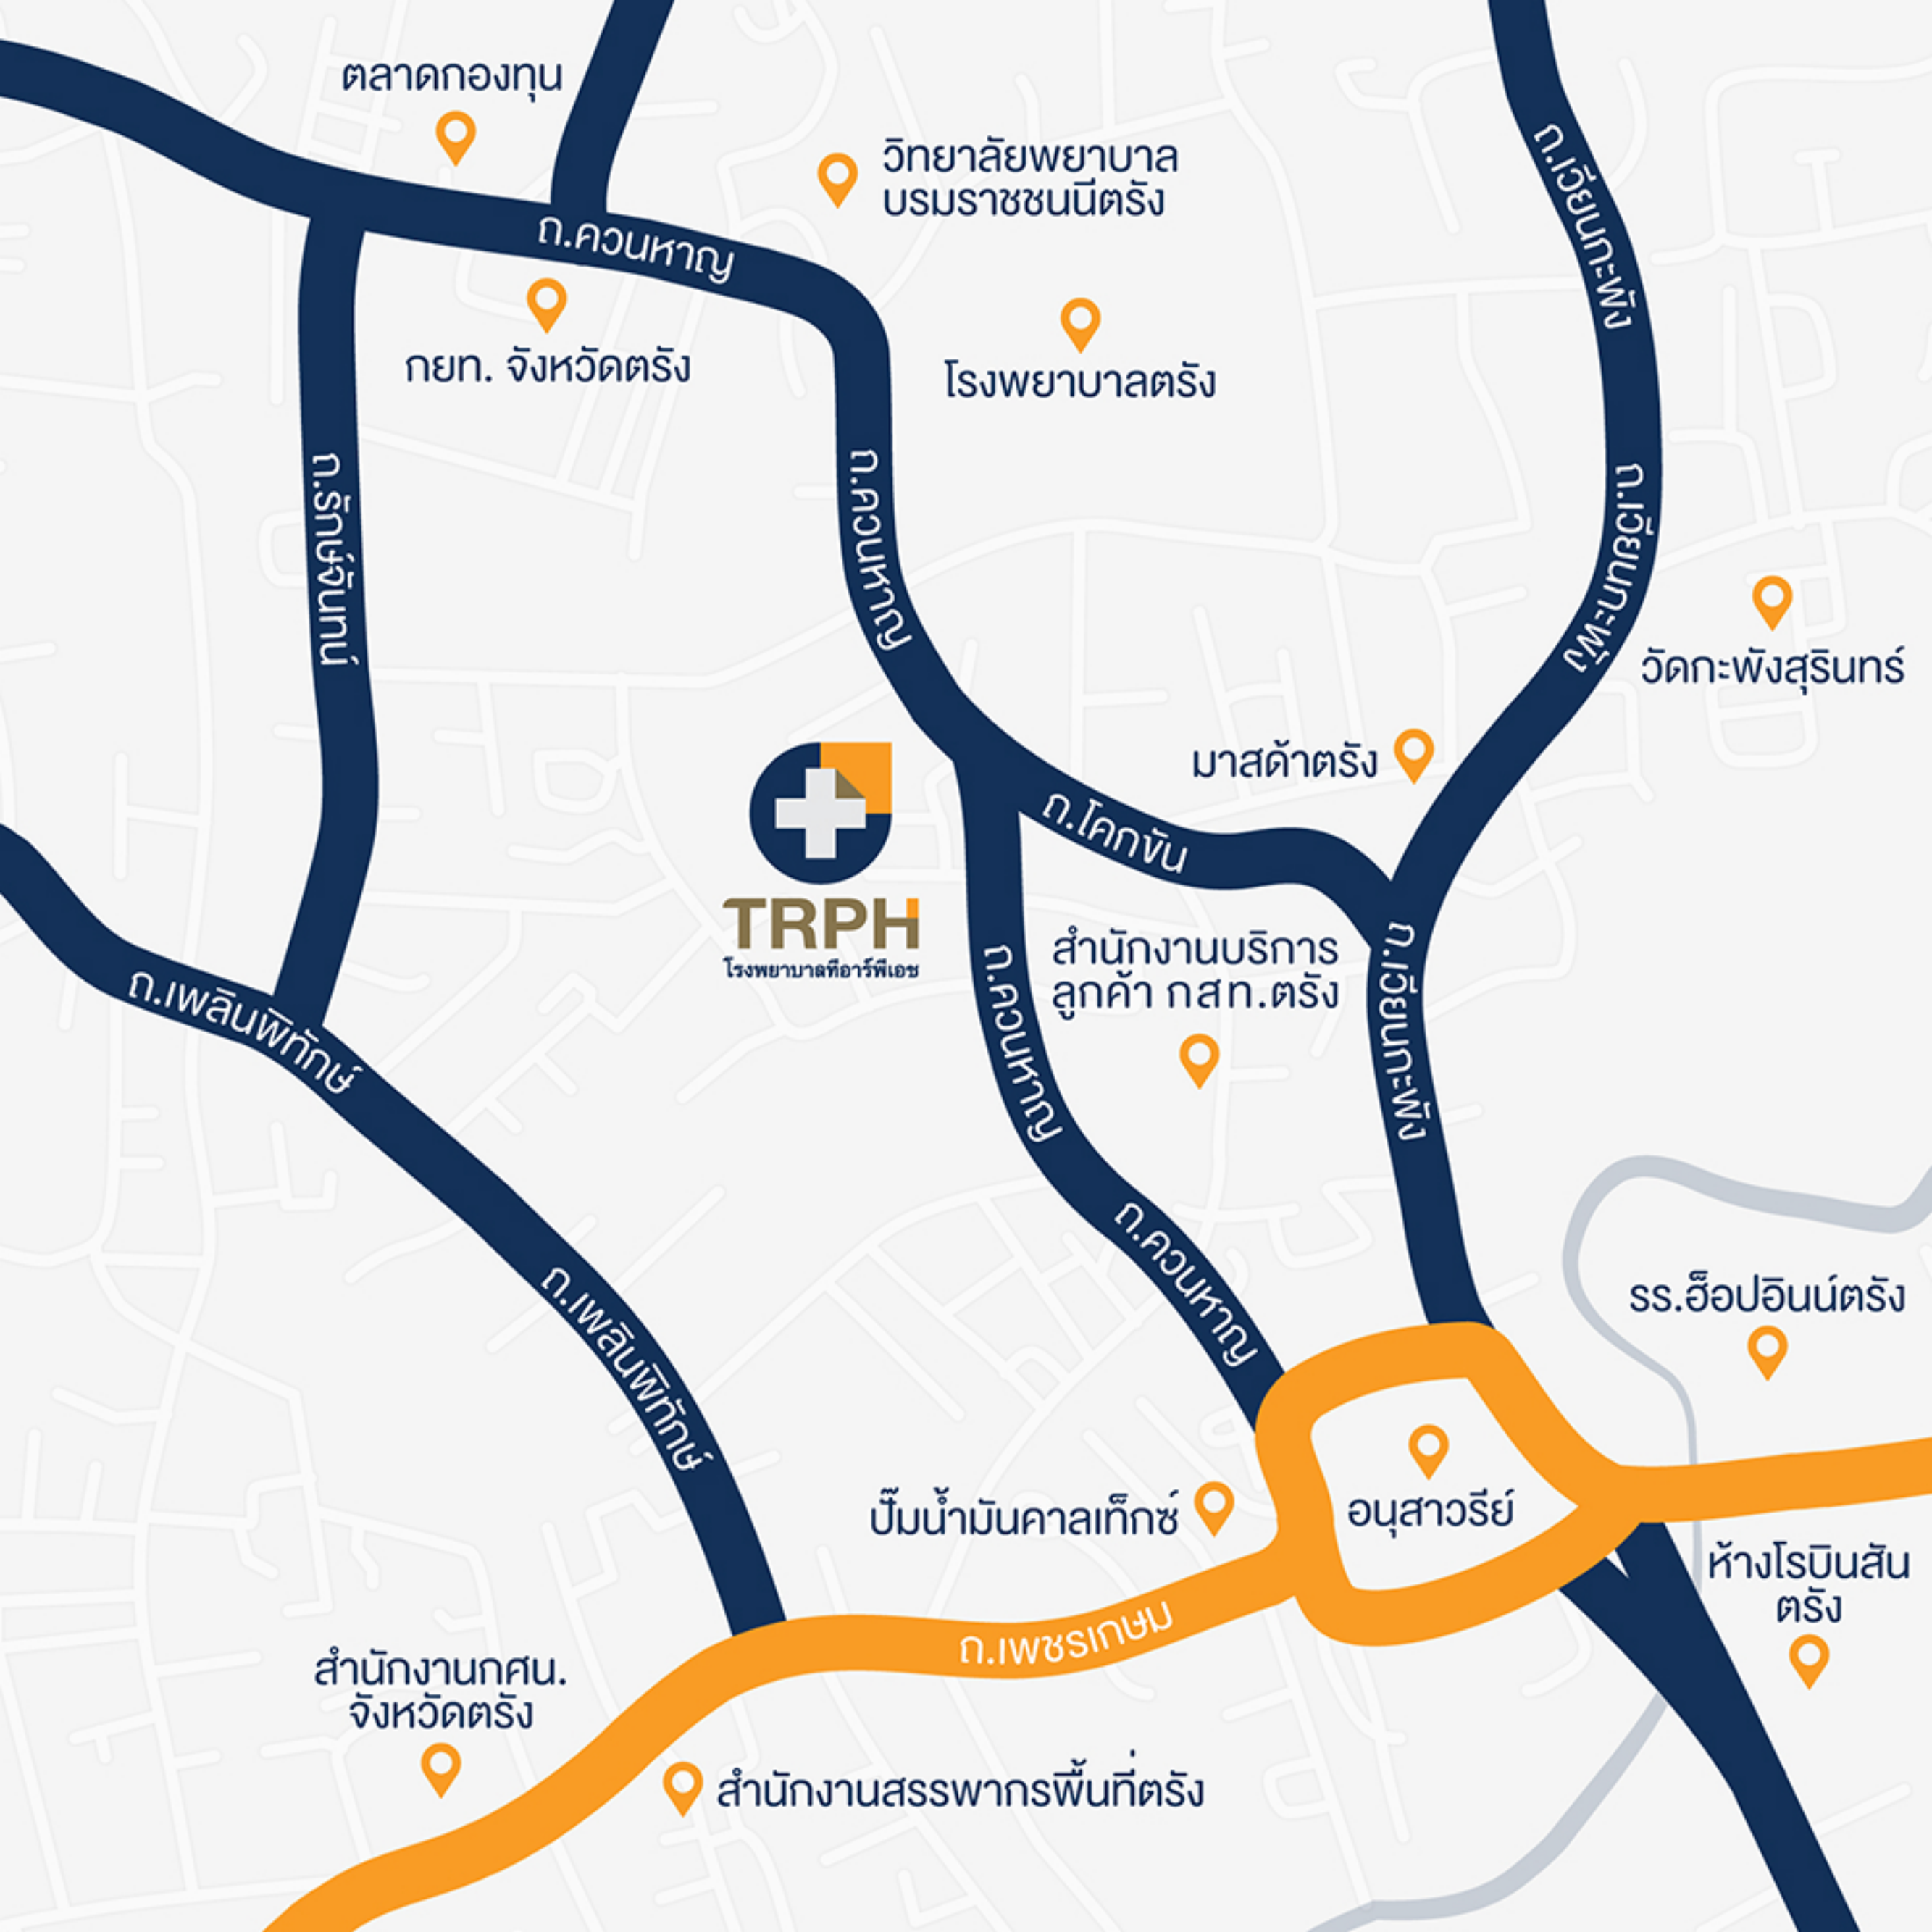 ตลาดกองทุน
วิทยาลัยพยาบาล
บรมราชชนนีตรัง
ถ.เวียนกะพัง
ถ.ควนหาญ
กยท. จังหวัดตรัง
โรงพยาบาลตรัง
ถ.รักษ์จันทน์
ถ.ควนหาญ
ถ.เวียนกะพัง
วัดกะพังสุรินทร์
มาสด้าตรัง
ถ.โคกขัน
TRPH
โรงพยาบาลทีอาร์พีเอช
สำนักงานบริการ
ลูกค้า กสท.ตรัง
ถ.เวียนกะพัง
ถ.ควนหาญ
ถ.เพลินพิทักษ์
ถ.ควนหาญ
ถ.เพลินพิทักษ์
รร.ฮ็อปอินน์ตรัง
ปั๊มน้ำมันคาลเท็กซ์
อนุสาวรีย์
ห้างโรบินสัน
ตรัง
ถ.เพชรเกษม
สำนักงานกศน.
จังหวัดตรัง
สำนักงานสรรพากรพื้นที่ตรัง